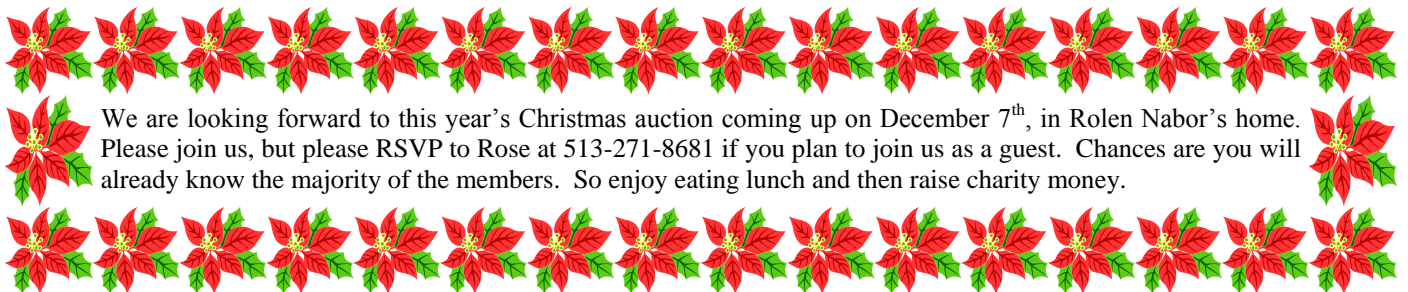 We are looking forward to this year’s Christmas auction coming up on December 7th, in Rolen Nabor’s home.
Please join us, but please RSVP to Rose at 513-271-8681 if you plan to join us as a guest.  Chances are you will
already know the majority of the members.  So enjoy eating lunch and then raise charity money.